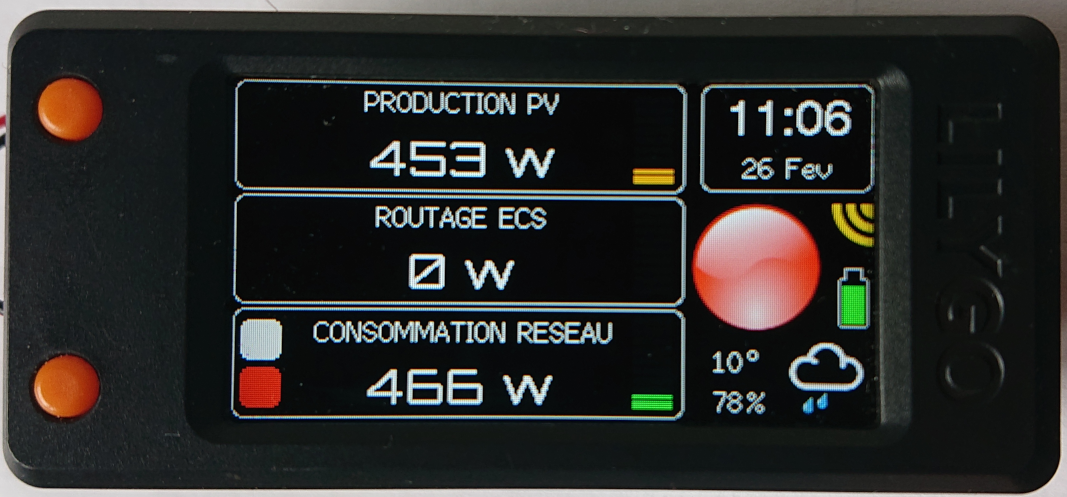 PRODUCTION PV
453 W
11:06
26 Fev
ROUTAGE ECS
0 W
CONSOMMATION RESEAU
466 W
10°
78%
LILYGO